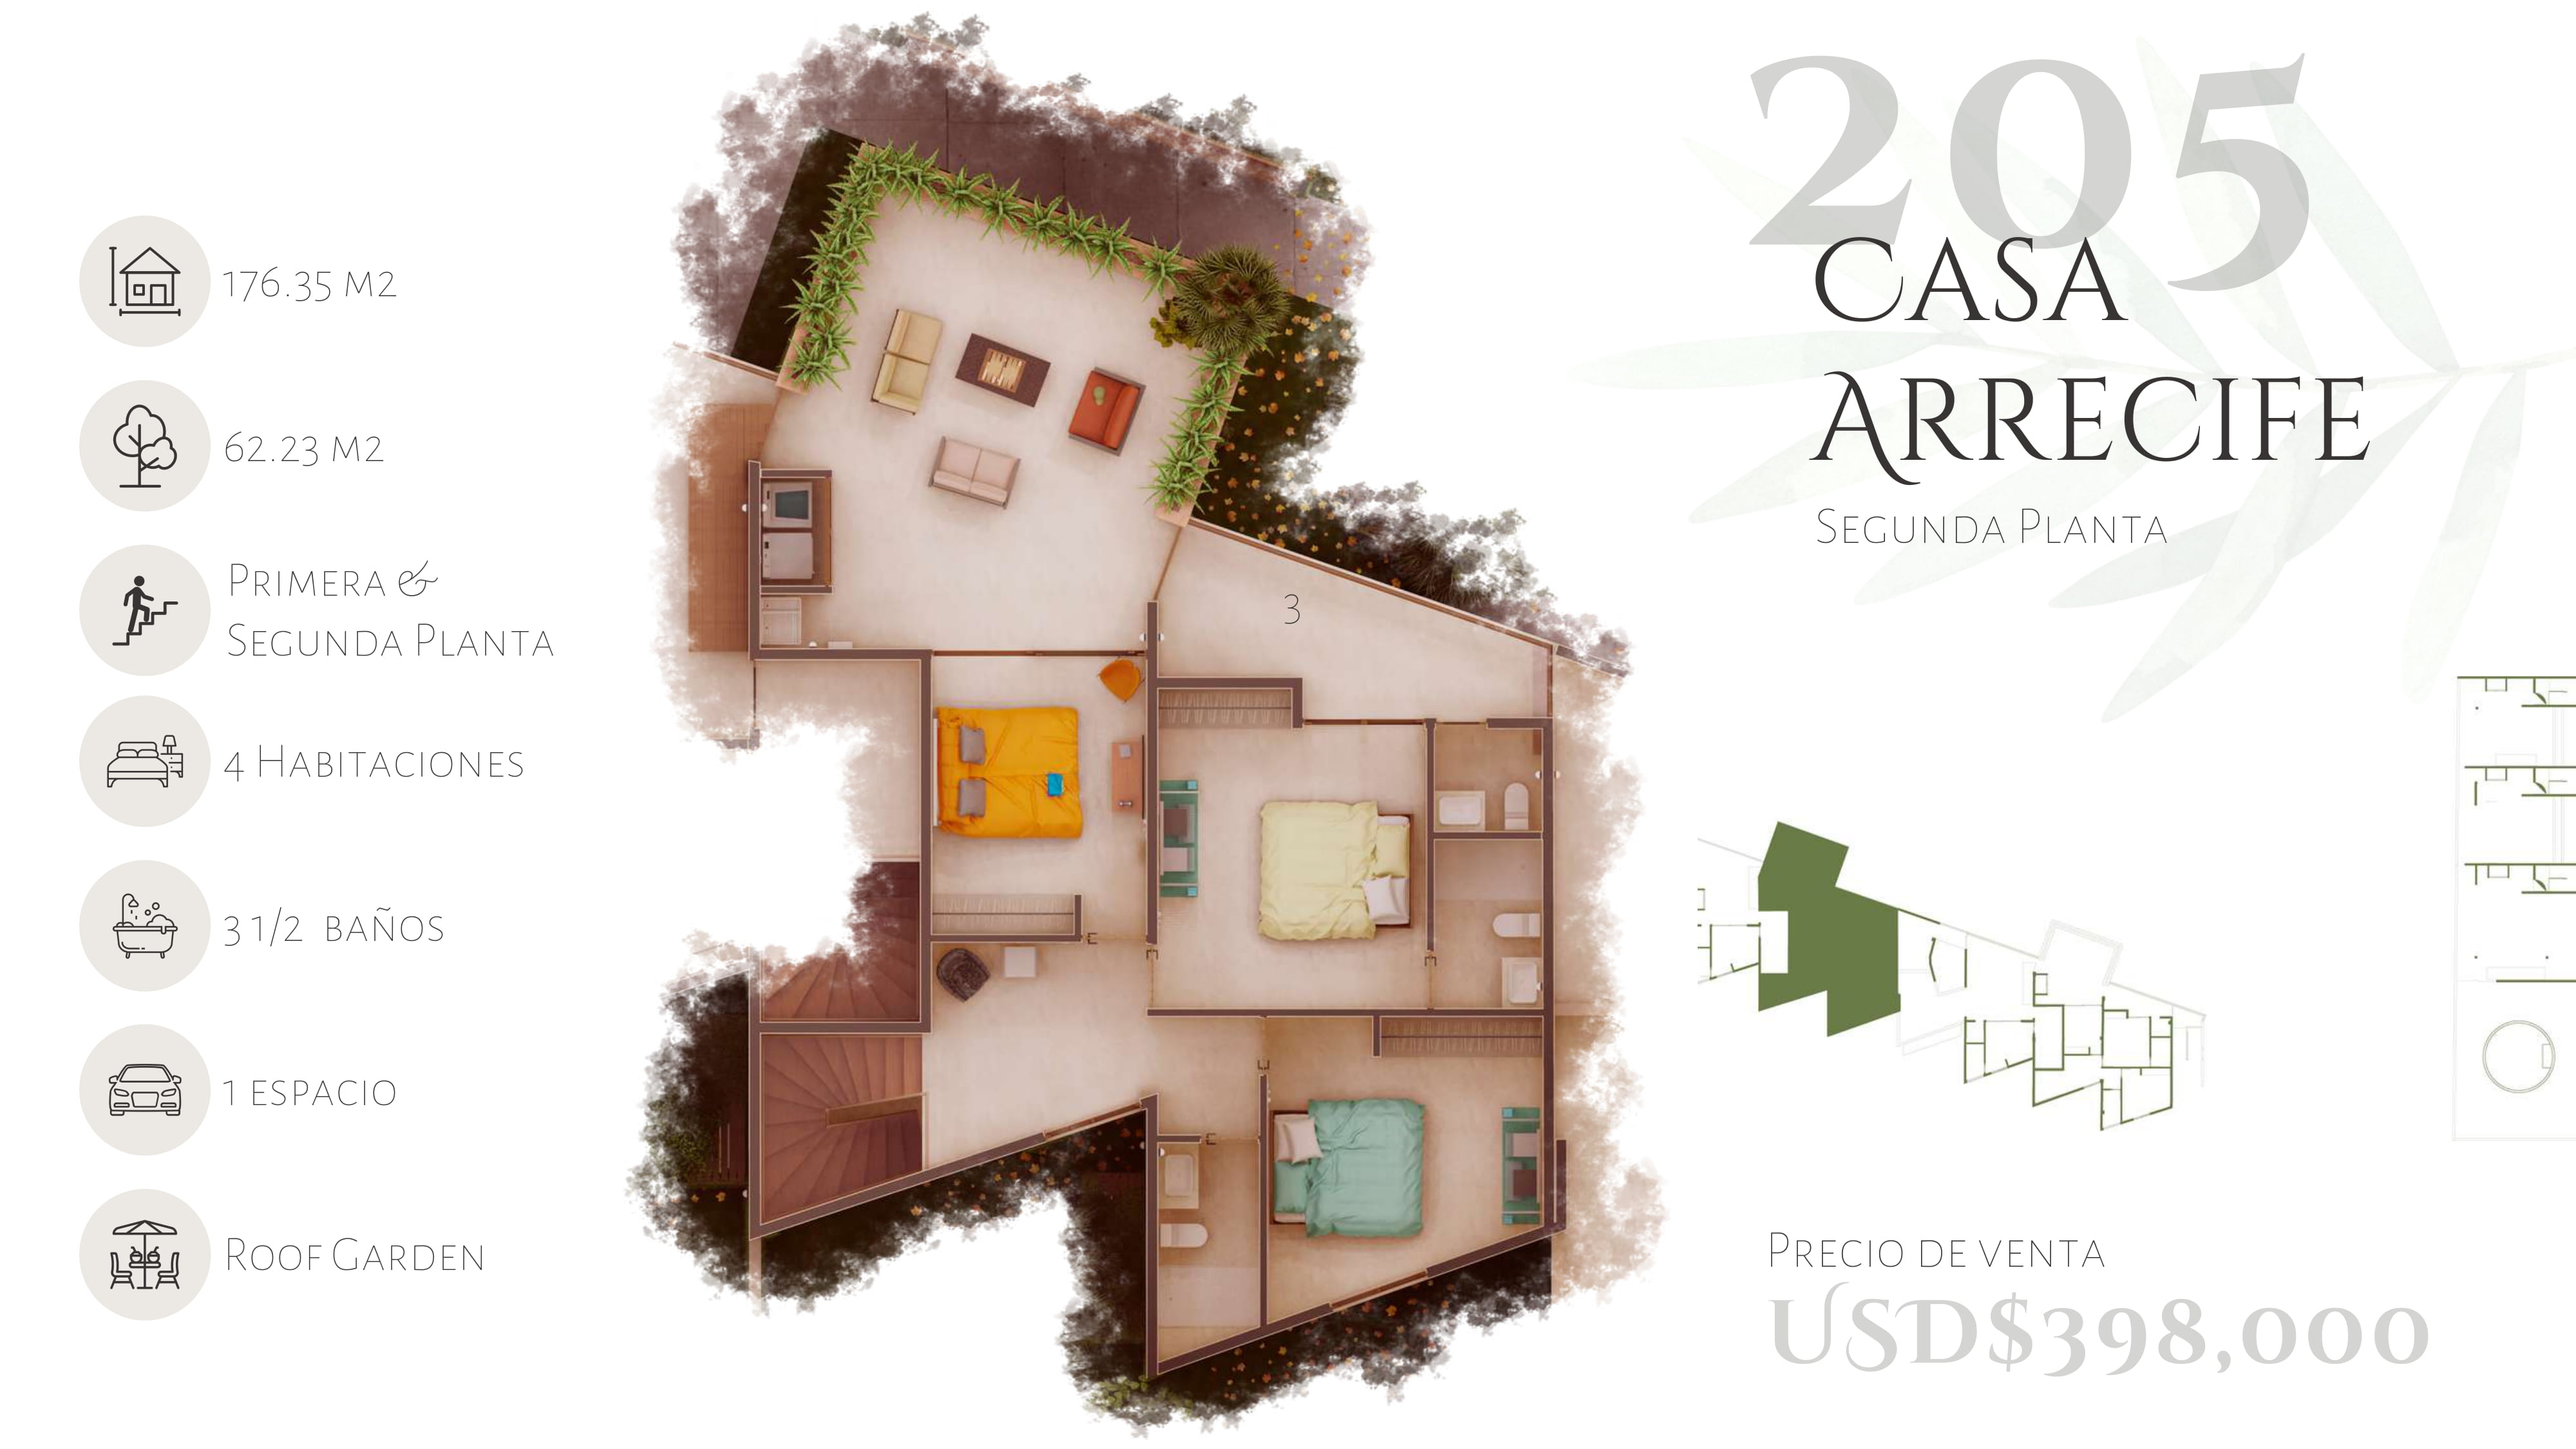 205
Casa
Arrecife
Segunda Planta
176.35 m2
62.23 m2
Primera &
Segunda Planta
4 Habitaciones
3 1/2 baños
1 espacio
Roof Garden
3
Precio de venta
USD$398,000